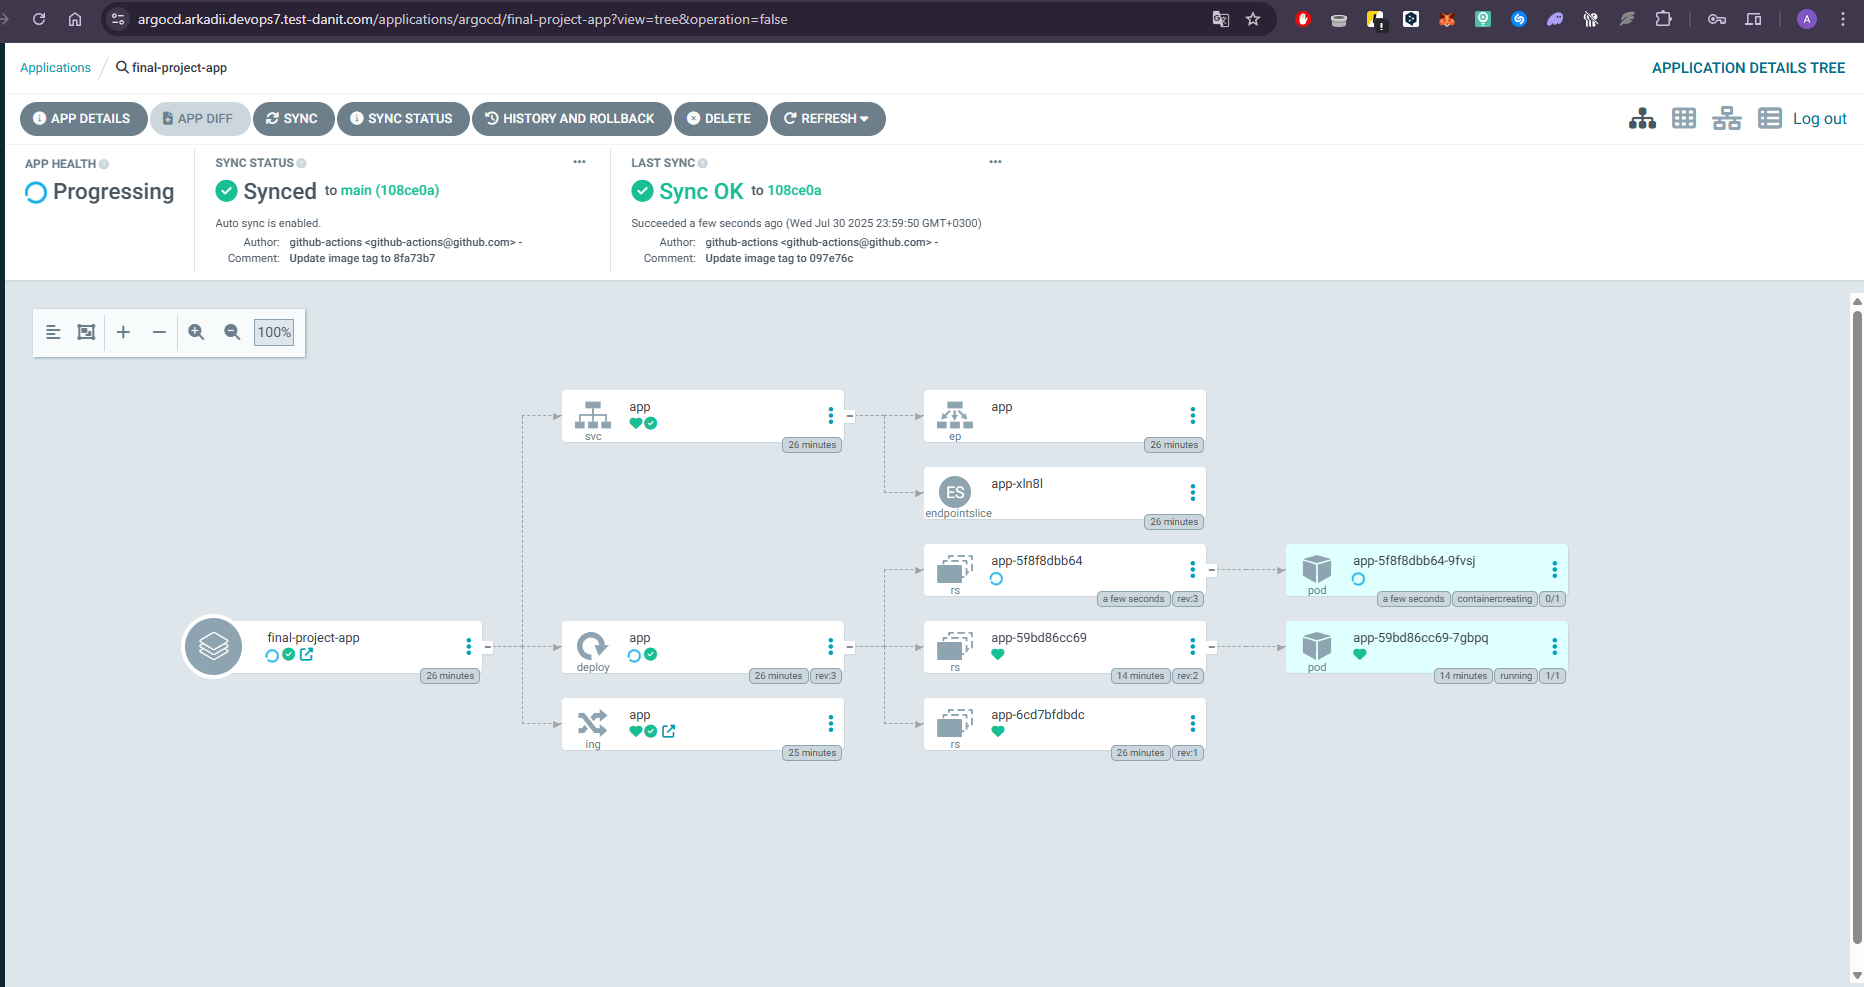 argocd.arkadii.devops7.test-danit.com/applications/argocd/final-project-app?view=tree&operation=false
A
Applications / final-project-app
APPLICATION DETAILS TREE
APP DETAILS
APP DIFF
SYNC
SYNC STATUS
HISTORY AND ROLLBACK
DELETE
REFRESH
Log out
APP HEALTH
Progressing
SYNC STATUS
Synced to main (108ce0a)
Auto sync is enabled.
Author: github-actions <github-actions@github.com> -
Comment: Update image tag to 8fa73b7
LAST SYNC
Sync OK to 108ce0a
Succeeded a few seconds ago (Wed Jul 30 2025 23:59:50 GMT+0300)
Author: github-actions <github-actions@github.com> -
Comment: Update image tag to 097e76c
100%
app
svc
26 minutes
app
ep
26 minutes
ES
app-xln8l
endpointslice
26 minutes
app-5f8f8dbb64
rs
a few seconds
rev:3
app-5f8f8dbb64-9fvsj
pod
a few seconds
containercreating
0/1
final-project-app
26 minutes
app
deploy
26 minutes
rev:3
app-59bd86cc69
rs
14 minutes
rev:2
app-59bd86cc69-7gbpq
pod
14 minutes
running
1/1
app
ing
25 minutes
app-6cd7bfdbdc
rs
26 minutes
rev:1